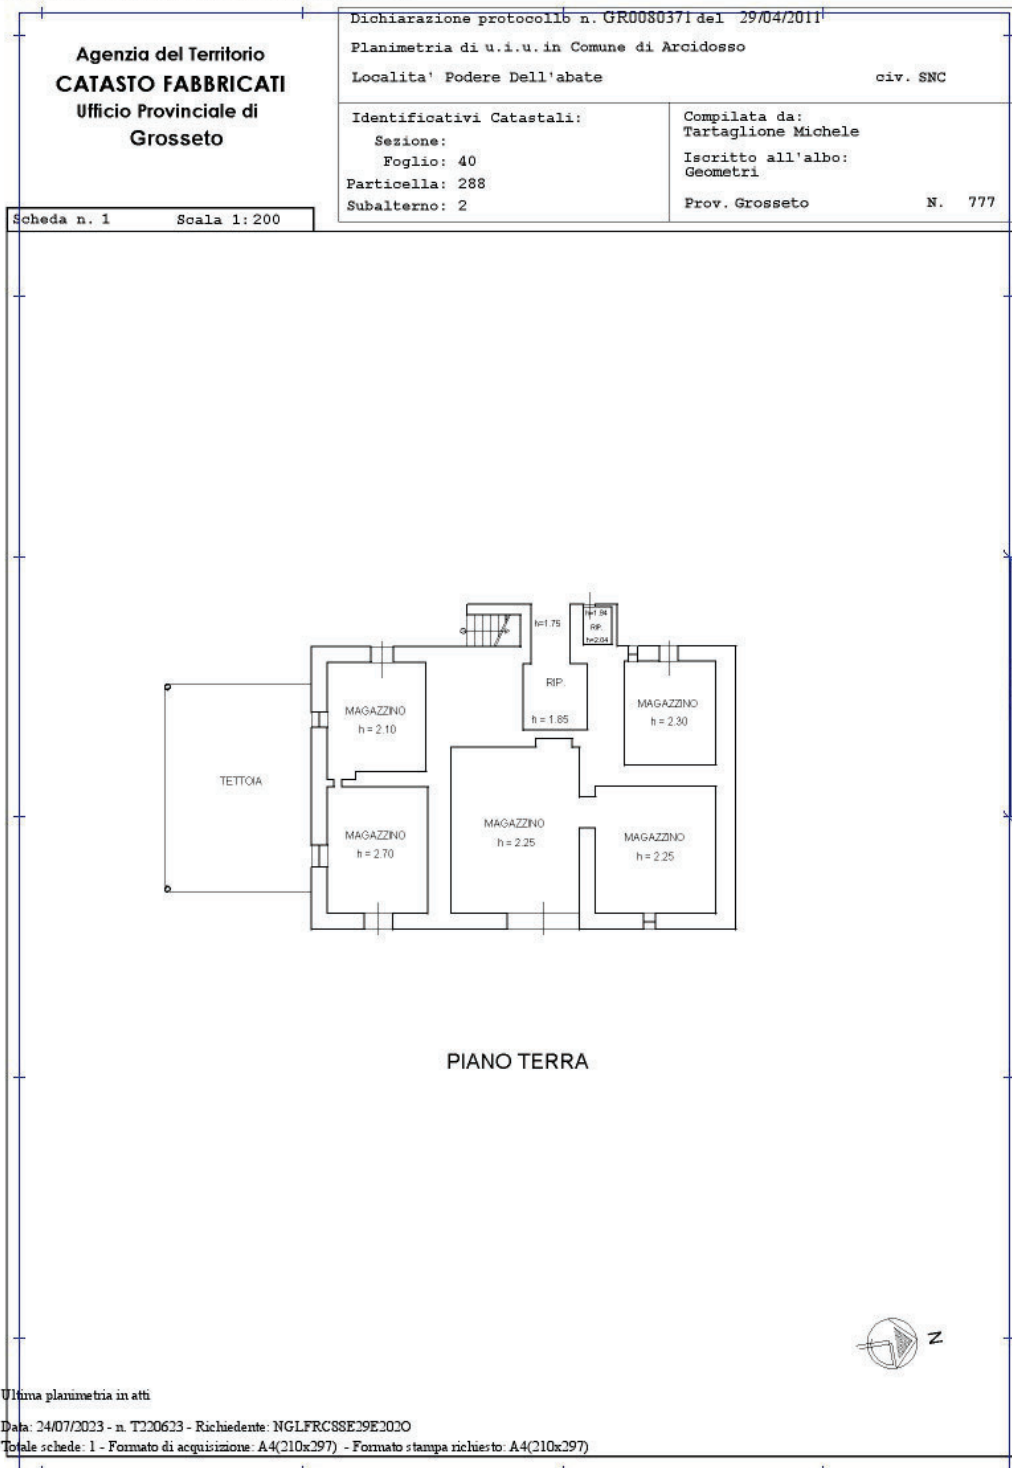 Agenzia del Territorio
CATASTO FABBRICATI
Ufficio Provinciale di
Grosseto
Scheda n. 1 Scala 1:200
Dichiarazione protocollo n. GR0080371 del 29/04/2011
Planimetria di u.i.u. in Comune di Arcidosso
Localita' Podere Dell'abate civ. SNC
Identificativi Catastali:
Sezione:
Foglio: 40
Particella: 288
Subalterno: 2
Compilata da:
Tartaglione Michele
Iscritto all'albo:
Geometri
Prov. Grosseto N. 777
h=1.75
h=1.94
RIP.
h=2.04
RIP.
h = 1.85
MAGAZZINO
h = 2.10
MAGAZZINO
h = 2.30
TETTOIA
MAGAZZINO
h = 2.70
MAGAZZINO
h = 2.25
MAGAZZINO
h = 2.25
PIANO TERRA
N
Ultima planimetria in atti
Data: 24/07/2023 - n. T220623 - Richiedente: NGLFRC88E29E202O
Totale schede: 1 - Formato di acquisizione: A4(210x297) - Formato stampa richiesto: A4(210x297)